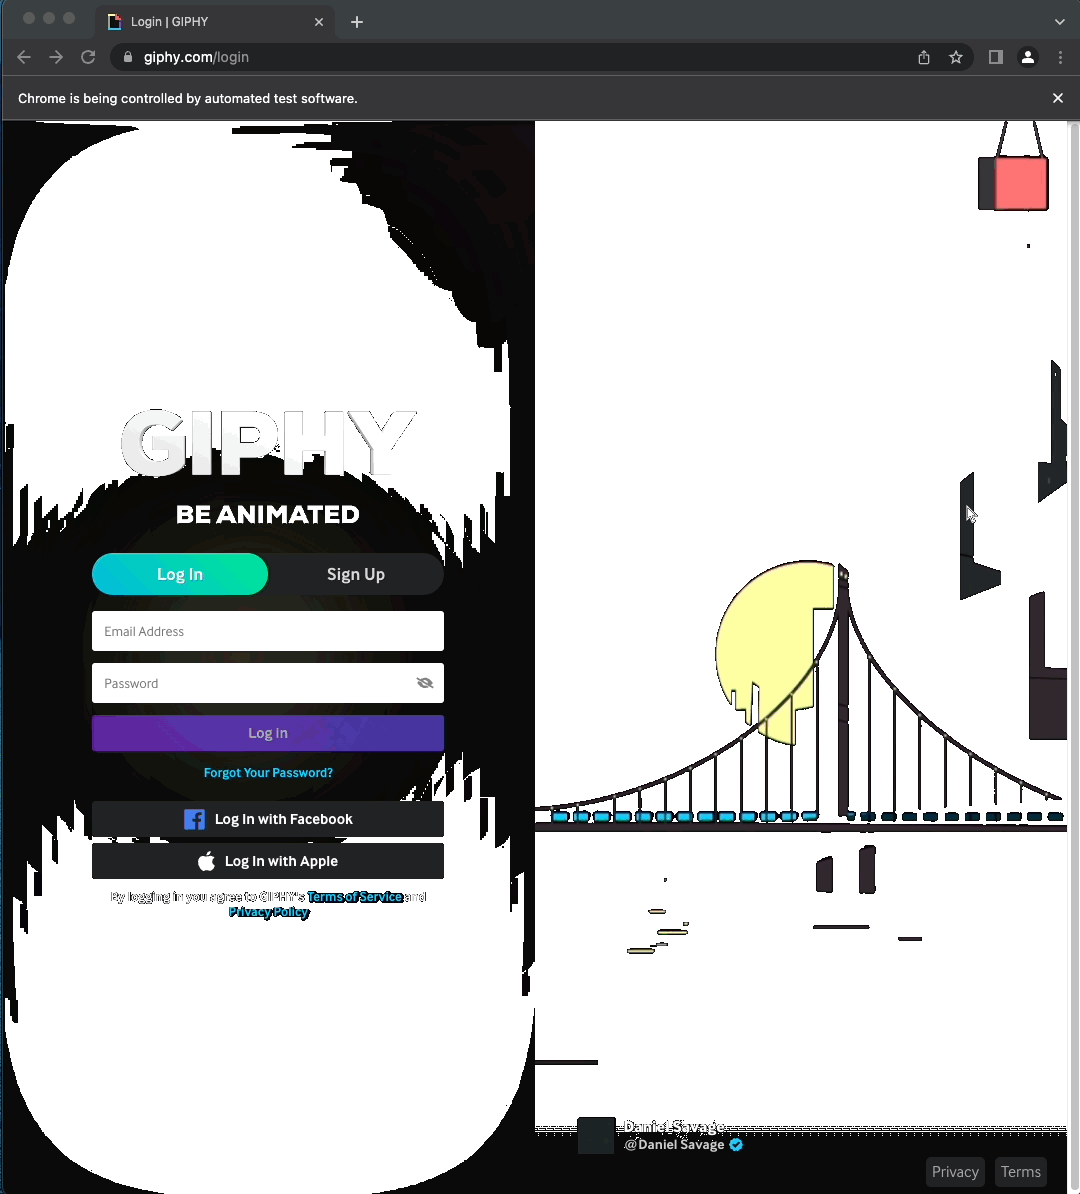 Login | GIPHY
giphy.com/login
Chrome is being controlled by automated test software.
GIPHY
BE ANIMATED
Log In
Sign Up
Email Address
Password
Log In
Forgot Your Password?
Log In with Facebook
Log In with Apple
By logging in you agree to GIPHY's Terms of Service and
Privacy Policy
Daniel Savage
@Daniel Savage
Privacy
Terms